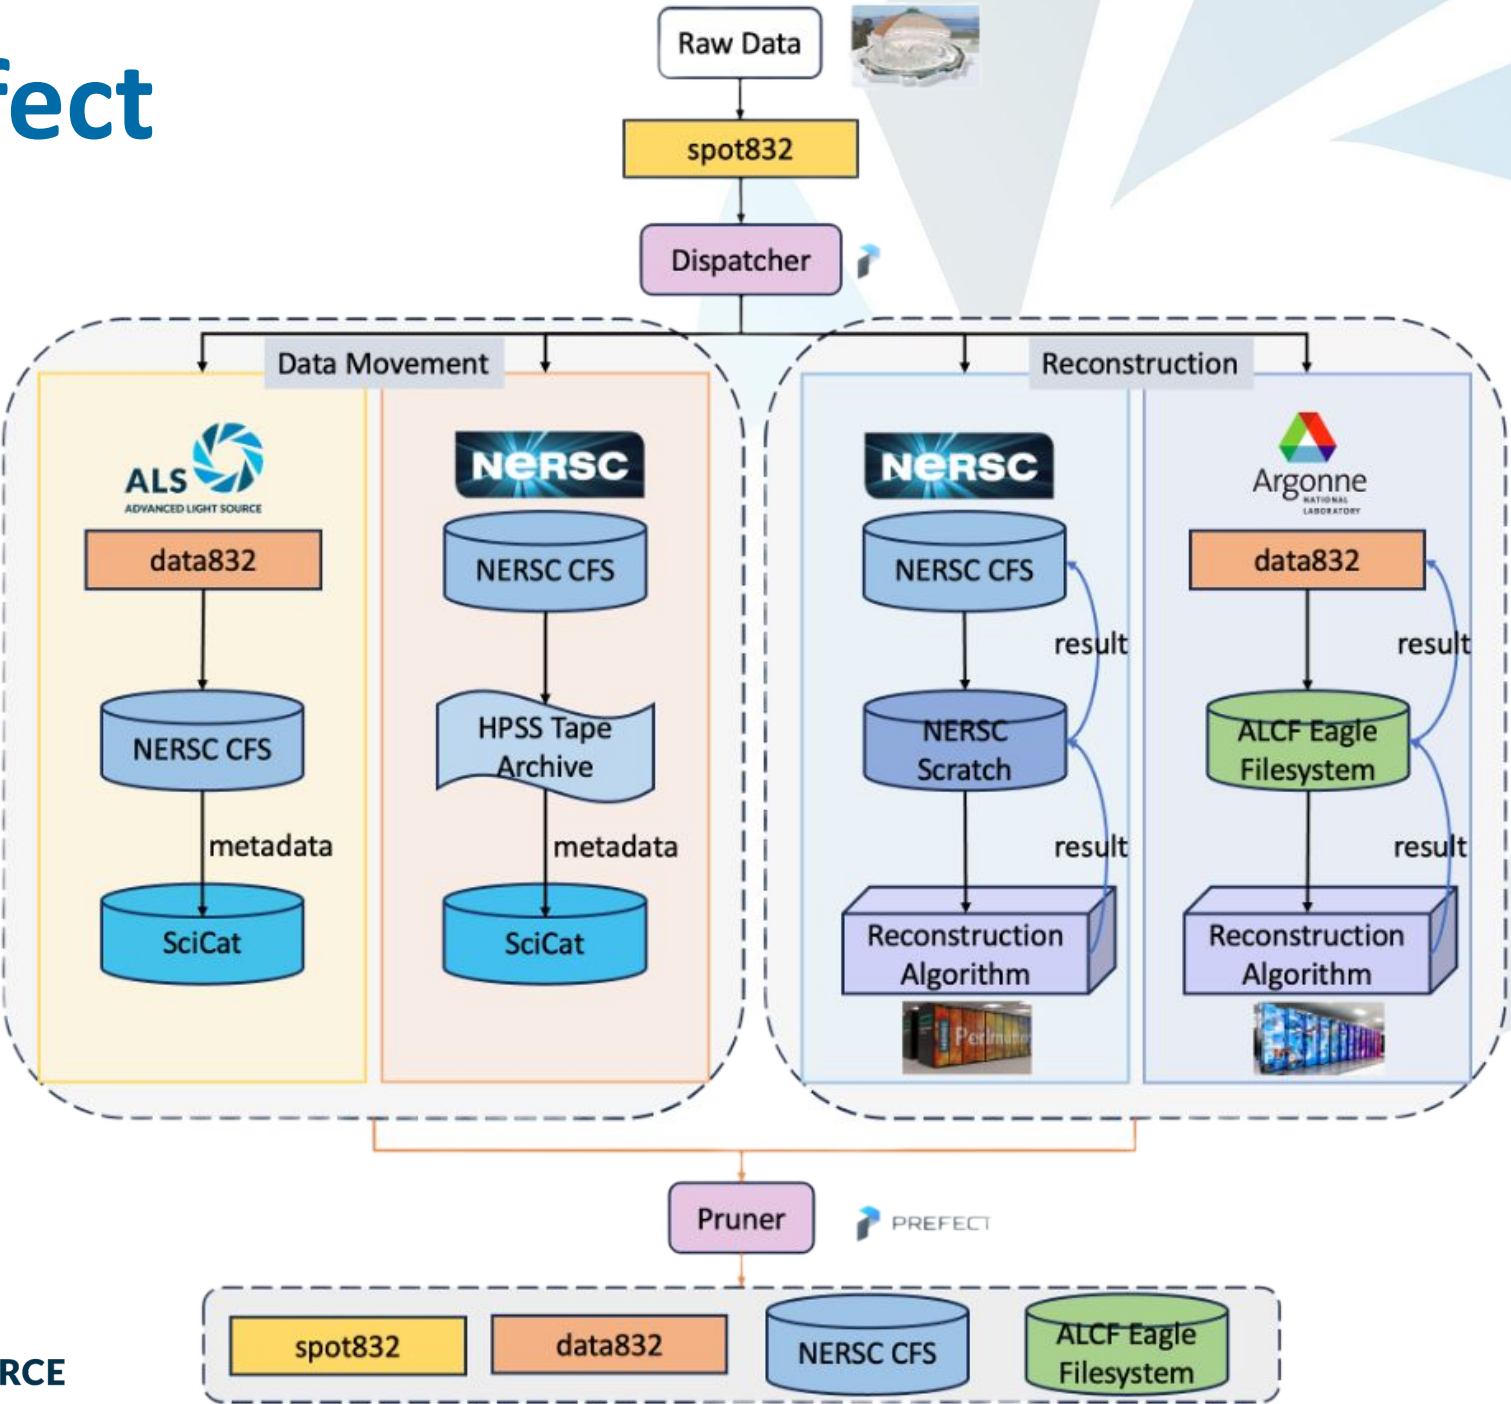 fect
Raw Data
spot832
Dispatcher
Data Movement
Reconstruction
ALS
ADVANCED LIGHT SOURCE
data832
NERSC CFS
metadata
SciCat
NERSC
NERSC CFS
HPSS Tape
Archive
metadata
SciCat
NERSC
NERSC CFS
result
NERSC
Scratch
result
Reconstruction
Algorithm
Perlmutter
Argonne
NATIONAL
LABORATORY
data832
result
ALCF Eagle
Filesystem
result
Reconstruction
Algorithm
Pruner
PREFECT
spot832
data832
NERSC CFS
ALCF Eagle
Filesystem
RCE